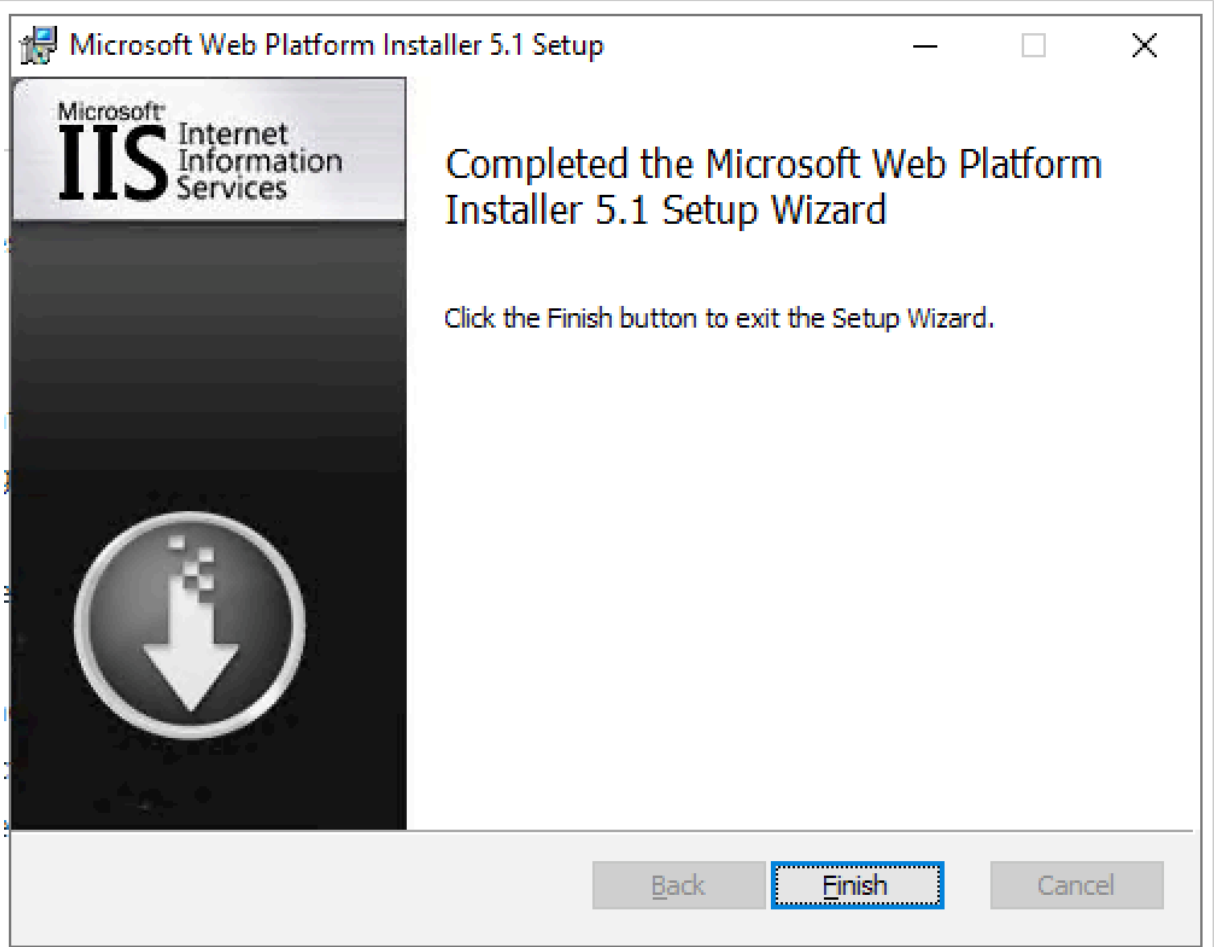 Microsoft Web Platform Installer 5.1 Setup
Microsoft
IIS Internet
Information
Services
Completed the Microsoft Web Platform
Installer 5.1 Setup Wizard
Click the Finish button to exit the Setup Wizard.
Back
Finish
Cancel